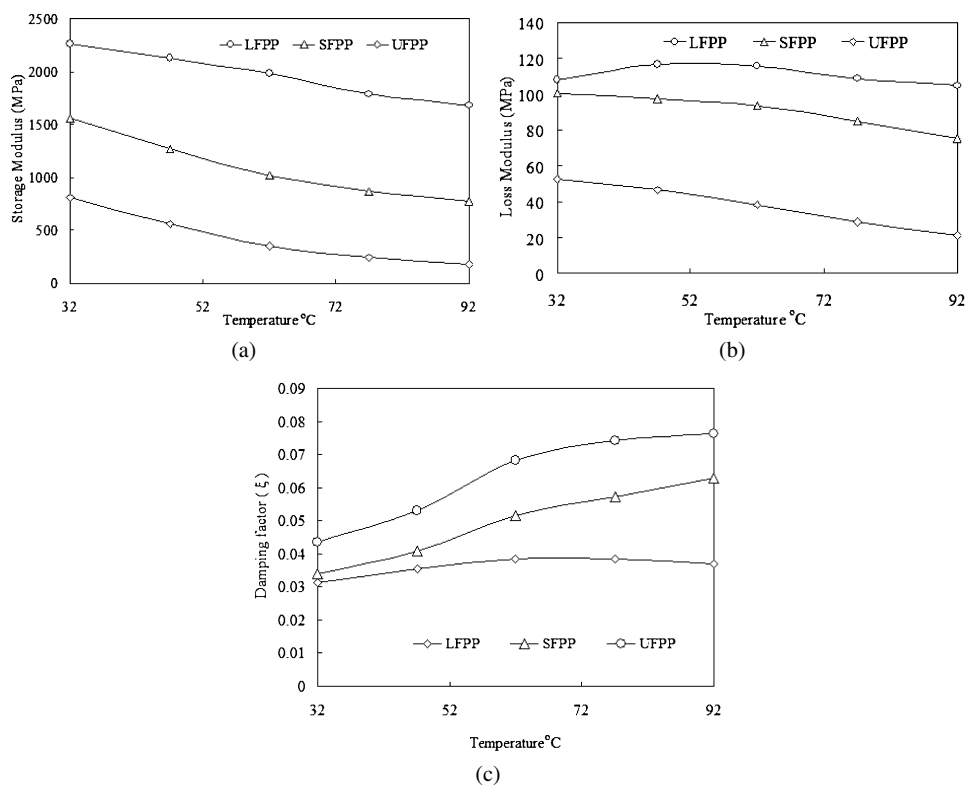 2500
2000
1500
1000
500
0
Storage Modulus (MPa)
LFPP SFPP UFPP
32 52 72 92
Temperature °C
(a)
140
120
100
80
60
40
20
0
Loss Modulus (MPa)
LFPP SFPP UFPP
32 52 72 92
Temperature °C
(b)
0.09
0.08
0.07
0.06
0.05
0.04
0.03
0.02
0.01
0
Damping factor (ξ)
LFPP SFPP UFPP
32 52 72 92
Temperature °C
(c)